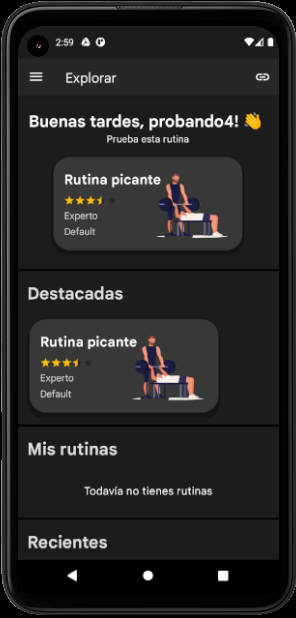 2:59
Explorar
Buenas tardes, probando4! 👋
Prueba esta rutina
Rutina picante
Experto
Default
Destacadas
Rutina picante
Experto
Default
Mis rutinas
Todavía no tienes rutinas
Recientes